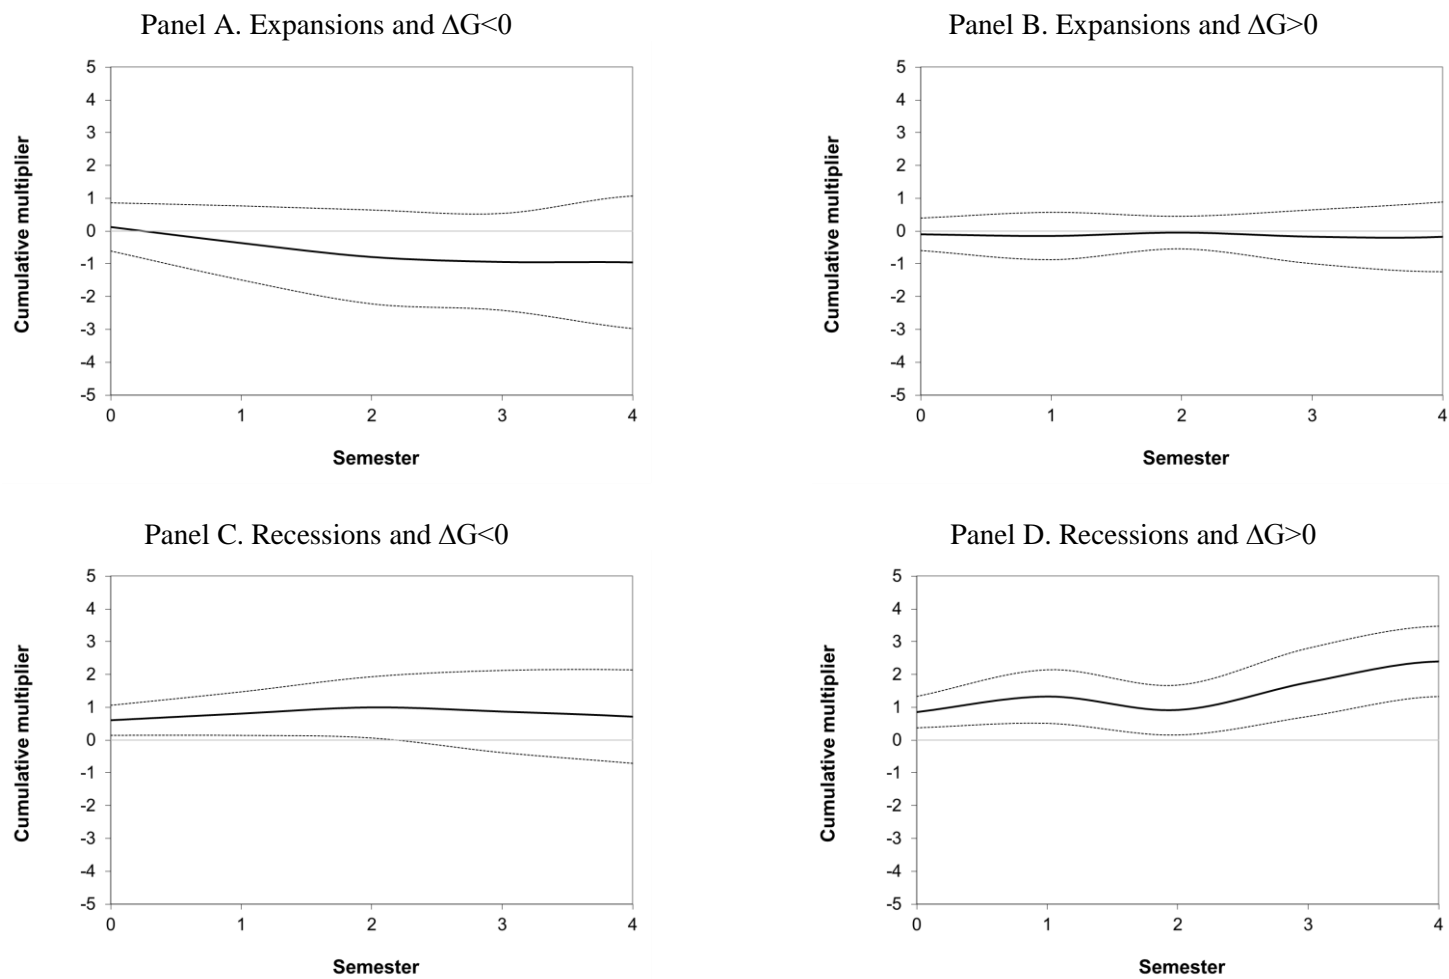 Panel A. Expansions and ΔG<0
5
4
3
2
1
0
-1
-2
-3
-4
-5
Cumulative multiplier
0 1 2 3 4
Semester
Panel B. Expansions and ΔG>0
5
4
3
2
1
0
-1
-2
-3
-4
-5
Cumulative multiplier
0 1 2 3 4
Semester
Panel C. Recessions and ΔG<0
5
4
3
2
1
0
-1
-2
-3
-4
-5
Cumulative multiplier
0 1 2 3 4
Semester
Panel D. Recessions and ΔG>0
5
4
3
2
1
0
-1
-2
-3
-4
-5
Cumulative multiplier
0 1 2 3 4
Semester